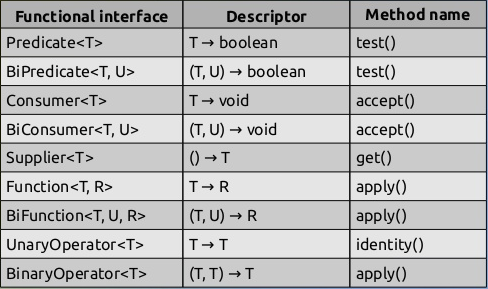 Functional interface Descriptor Method name
Predicate<T> T → boolean test()
BiPredicate<T, U> (T, U) → boolean test()
Consumer<T> T → void accept()
BiConsumer<T, U> (T, U) → void accept()
Supplier<T> () → T get()
Function<T, R> T → R apply()
BiFunction<T, U, R> (T, U) → R apply()
UnaryOperator<T> T → T identity()
BinaryOperator<T> (T, T) → T apply()